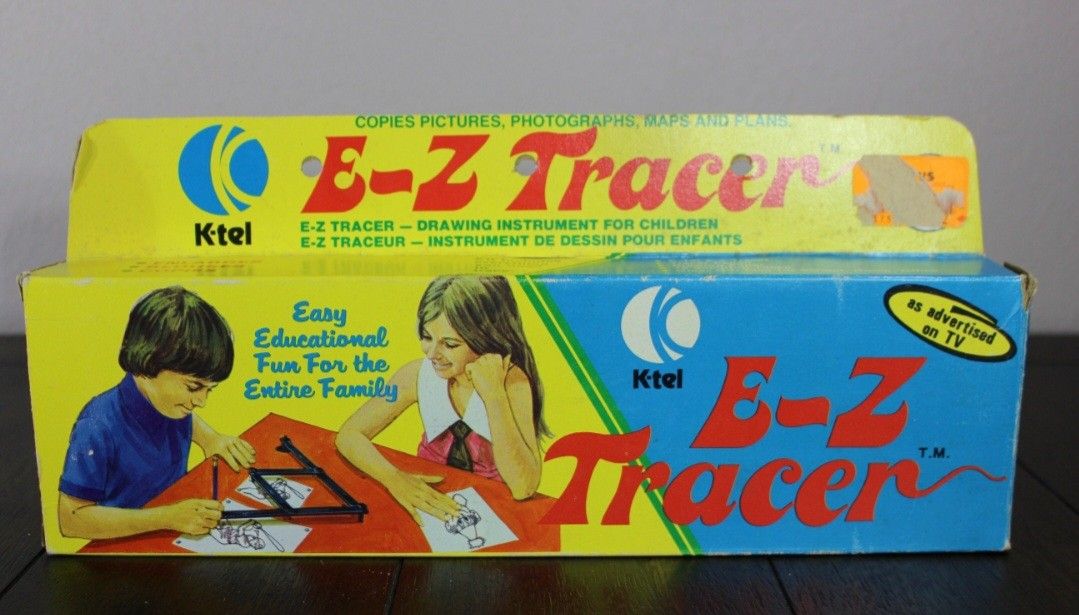 COPIES PICTURES, PHOTOGRAPHS, MAPS AND PLANS.
E-Z Tracer T.M.
K-tel
E-Z TRACER — DRAWING INSTRUMENT FOR CHILDREN
E-Z TRACEUR — INSTRUMENT DE DESSIN POUR ENFANTS
Easy
Educational
Fun For the
Entire Family
K-tel
as advertised
on TV
E-Z
Tracer T.M.